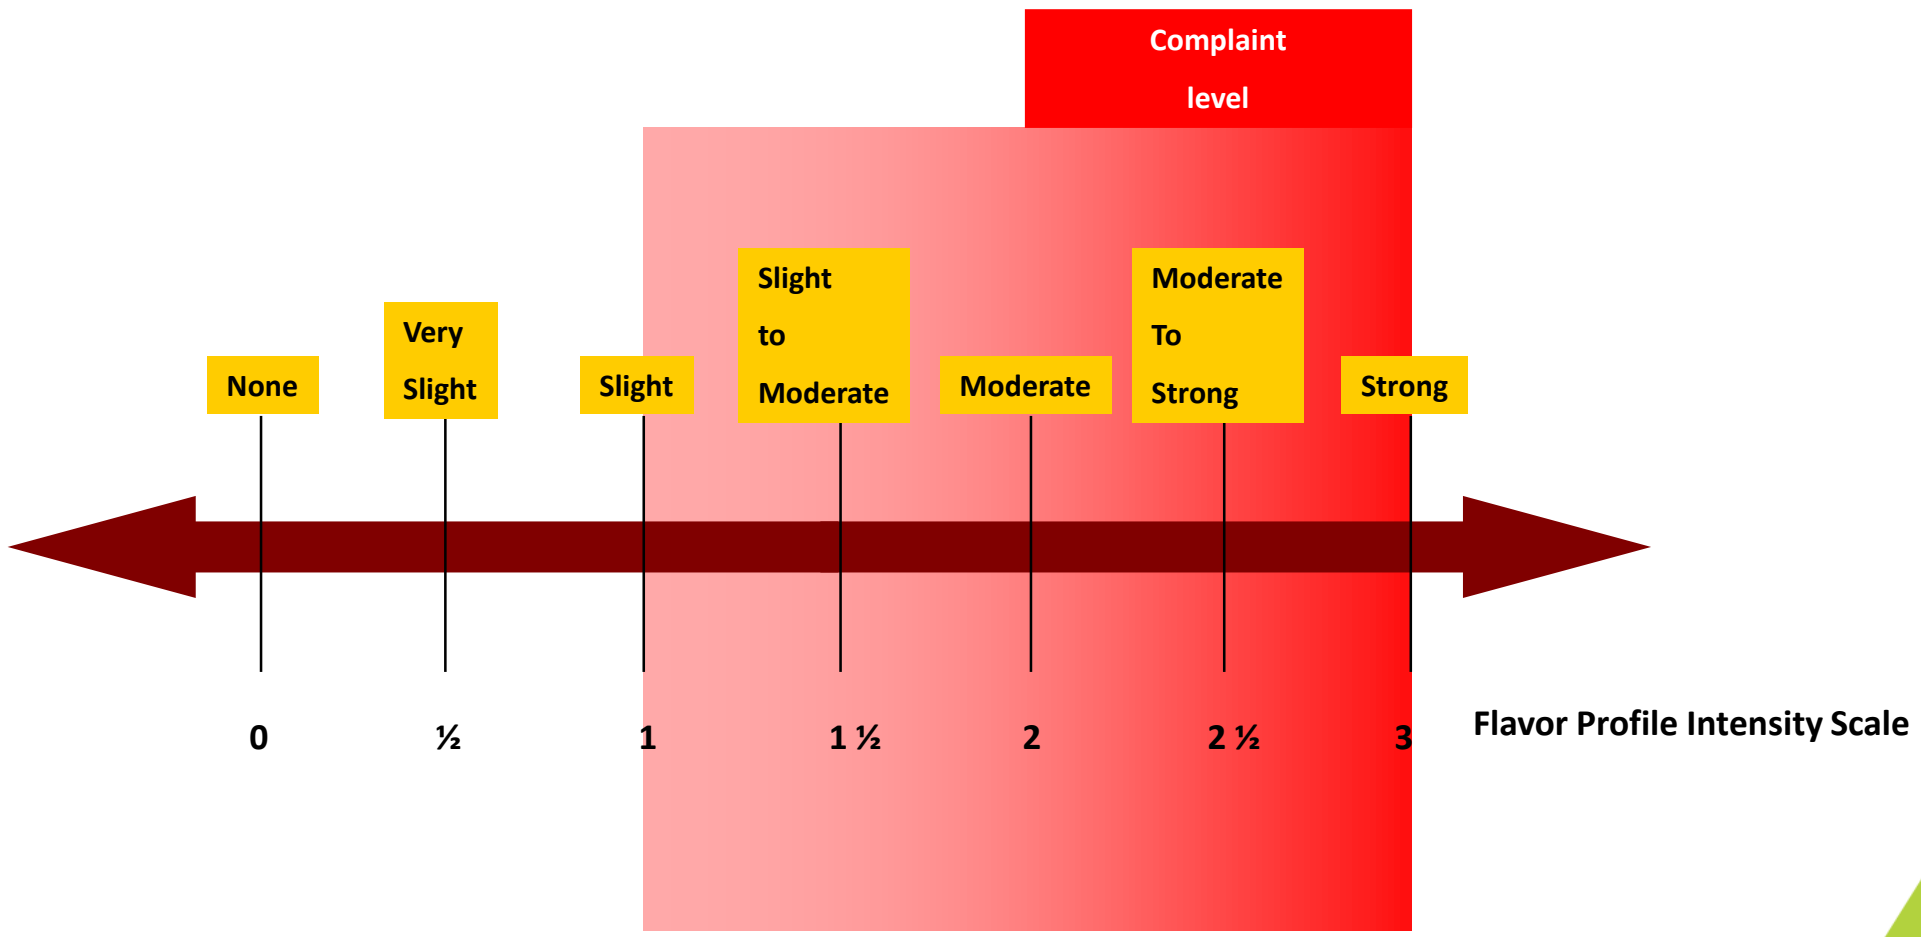 Complaint
level
Slight
to
Moderate
Moderate
To
Strong
Very
Slight
None
Slight
Moderate
Strong
0
½
1
1 ½
2
2 ½
3
Flavor Profile Intensity Scale